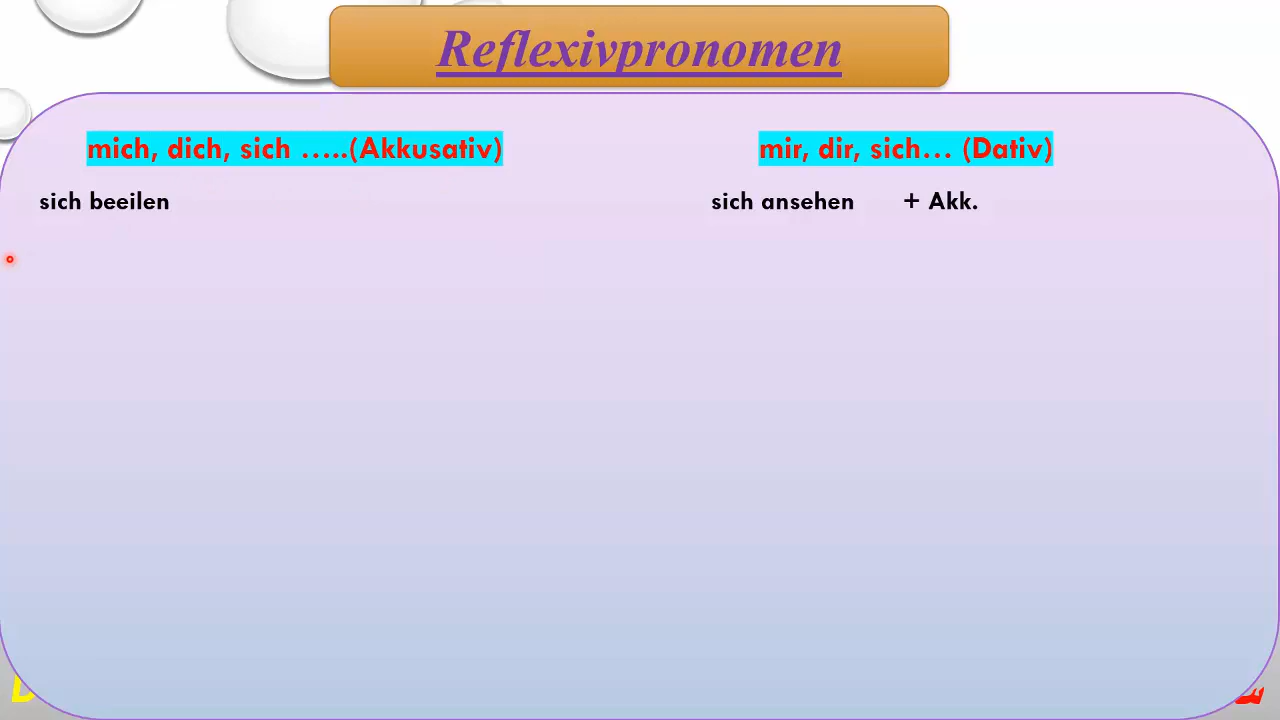 Reflexivpronomen
mich, dich, sich …..(Akkusativ)
mir, dir, sich… (Dativ)
sich beeilen
sich ansehen + Akk.